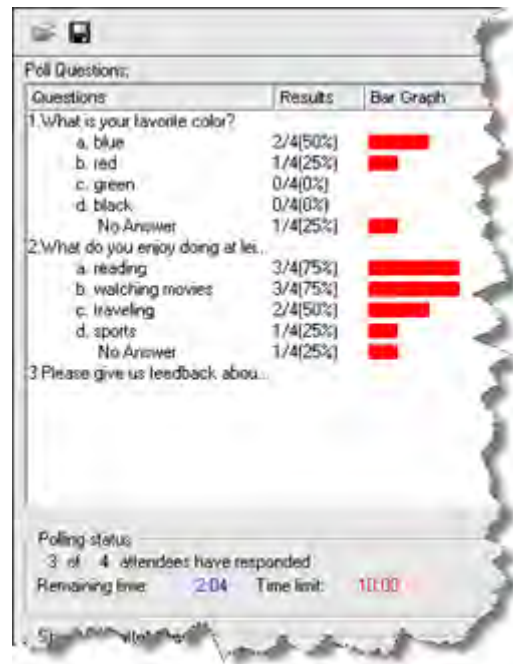 Poll Questions:
Questions Results Bar Graph
1.What is your favorite color?
a. blue 2/4(50%)
b. red 1/4(25%)
c. green 0/4(0%)
d. black 0/4(0%)
No Answer 1/4(25%)
2.What do you enjoy doing at lei...
a. reading 3/4(75%)
b. watching movies 3/4(75%)
c. traveling 2/4(50%)
d. sports 1/4(25%)
No Answer 1/4(25%)
3.Please give us feedback abou...
Polling status
3 of 4 attendees have responded
Remaining time: 2:04 Time limit: 10:00